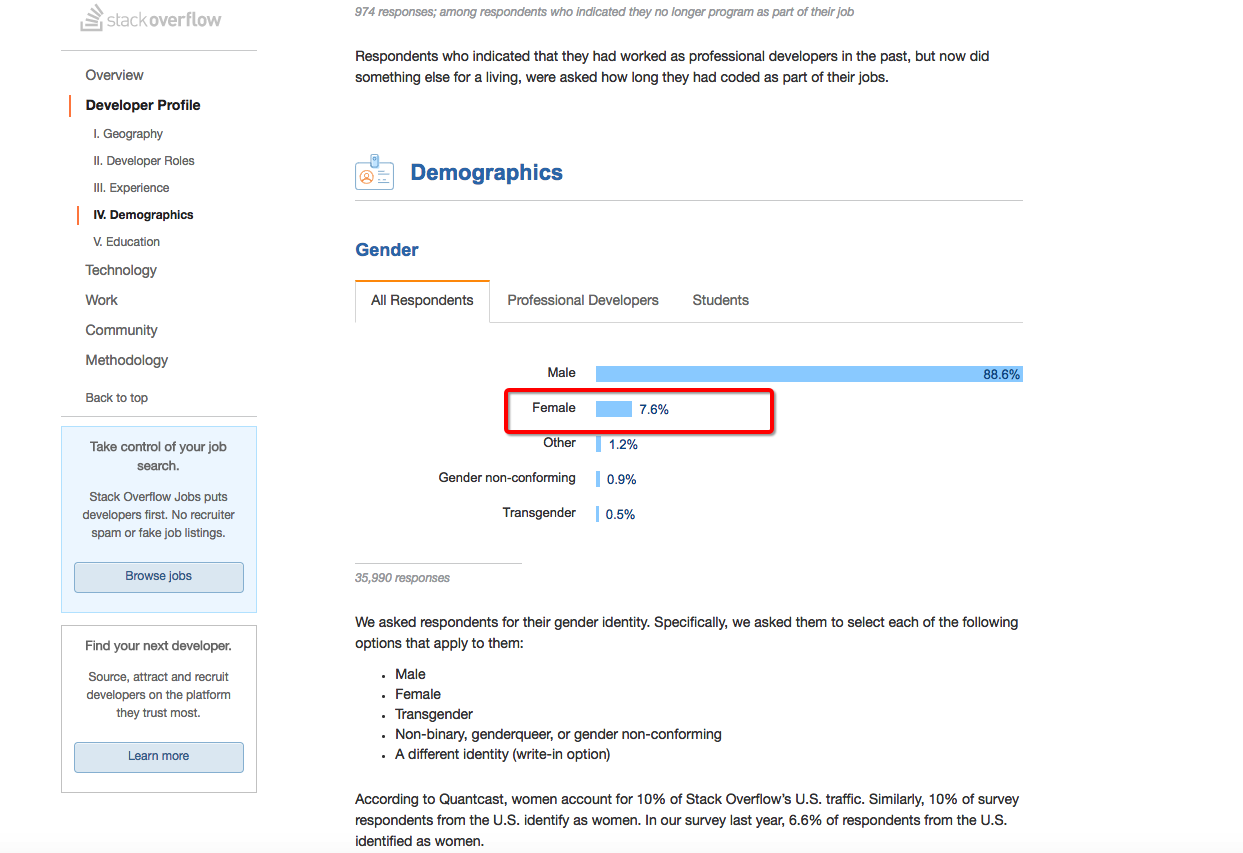 stackoverflow
Overview
Developer Profile
I. Geography
II. Developer Roles
III. Experience
IV. Demographics
V. Education
Technology
Work
Community
Methodology
Back to top
Take control of your job
search.
Stack Overflow Jobs puts
developers first. No recruiter
spam or fake job listings.
Browse jobs
Find your next developer.
Source, attract and recruit
developers on the platform
they trust most.
Learn more
974 responses; among respondents who indicated they no longer program as part of their job
Respondents who indicated that they had worked as professional developers in the past, but now did
something else for a living, were asked how long they had coded as part of their jobs.
Demographics
Gender
All Respondents Professional Developers Students
Male 88.6%
Female 7.6%
Other 1.2%
Gender non-conforming 0.9%
Transgender 0.5%
35,990 responses
We asked respondents for their gender identity. Specifically, we asked them to select each of the following
options that apply to them:
• Male
• Female
• Transgender
• Non-binary, genderqueer, or gender non-conforming
• A different identity (write-in option)
According to Quantcast, women account for 10% of Stack Overflow’s U.S. traffic. Similarly, 10% of survey
respondents from the U.S. identify as women. In our survey last year, 6.6% of respondents from the U.S.
identified as women.